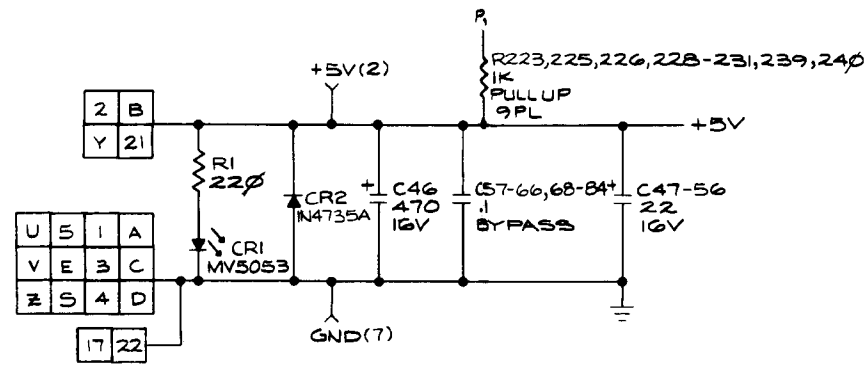 P1
R223,225,226,228-231,239,240
1K
PULL UP
9PL
+5V(2)
2 B
Y 21
+5V
R1
220
CR2
1N4735A
+ C46
470
16V
C57-66,68-84
.1
BYPASS
+ C47-56
22
16V
CR1
MV5053
U 5 1 A
V E 3 C
Z S 4 D
17 22
GND(7)